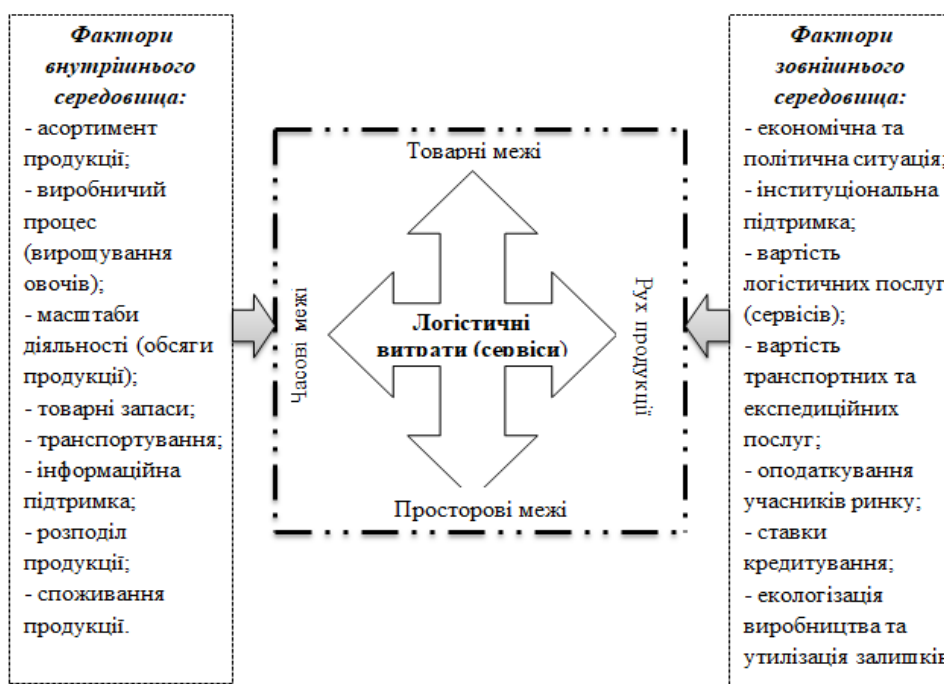 Фактори
внутрішнього
середовища:
- асортимент
продукції;
- виробничий
процес
(вирощування
овочів);
- масштаби
діяльності (обсяги
продукції);
- товарні запаси;
- транспортування;
- інформаційна
підтримка;
- розподіл
продукції;
- споживання
продукції.
Товарні межі
Часові межі
Логістичні
витрати (сервіси)
Рух продукції
Просторові межі
Фактори
зовнішнього
середовища:
- економічна та
політична ситуація;
- інституціональна
підтримка;
- вартість
логістичних послуг
(сервісів);
- вартість
транспортних та
експедиційних
послуг;
- оподаткування
учасників ринку;
- ставки
кредитування;
- екологізація
виробництва та
утилізація залишків